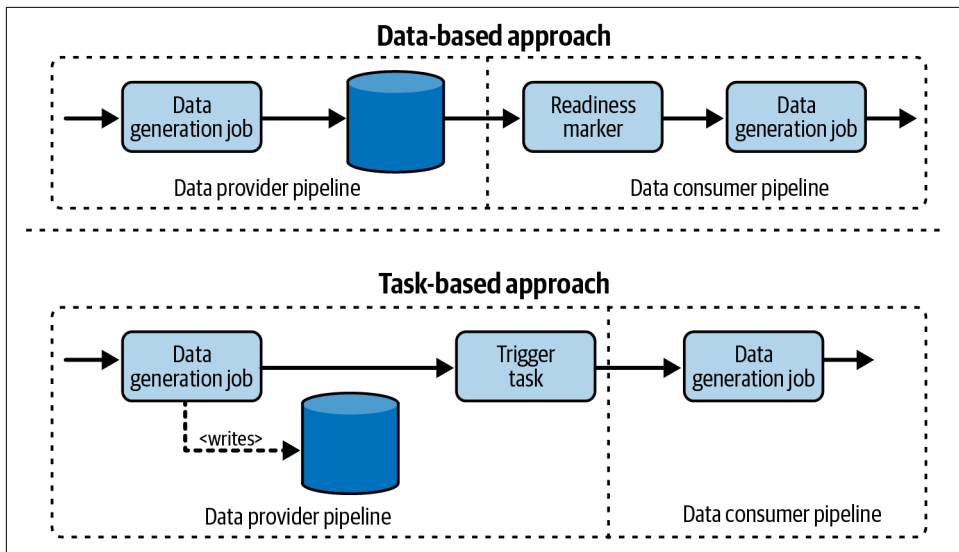 Data-based approach
Data
generation job
Readiness
marker
Data
generation job
Data provider pipeline
Data consumer pipeline
Task-based approach
Data
generation job
Trigger
task
Data
generation job
<writes>
Data provider pipeline
Data consumer pipeline